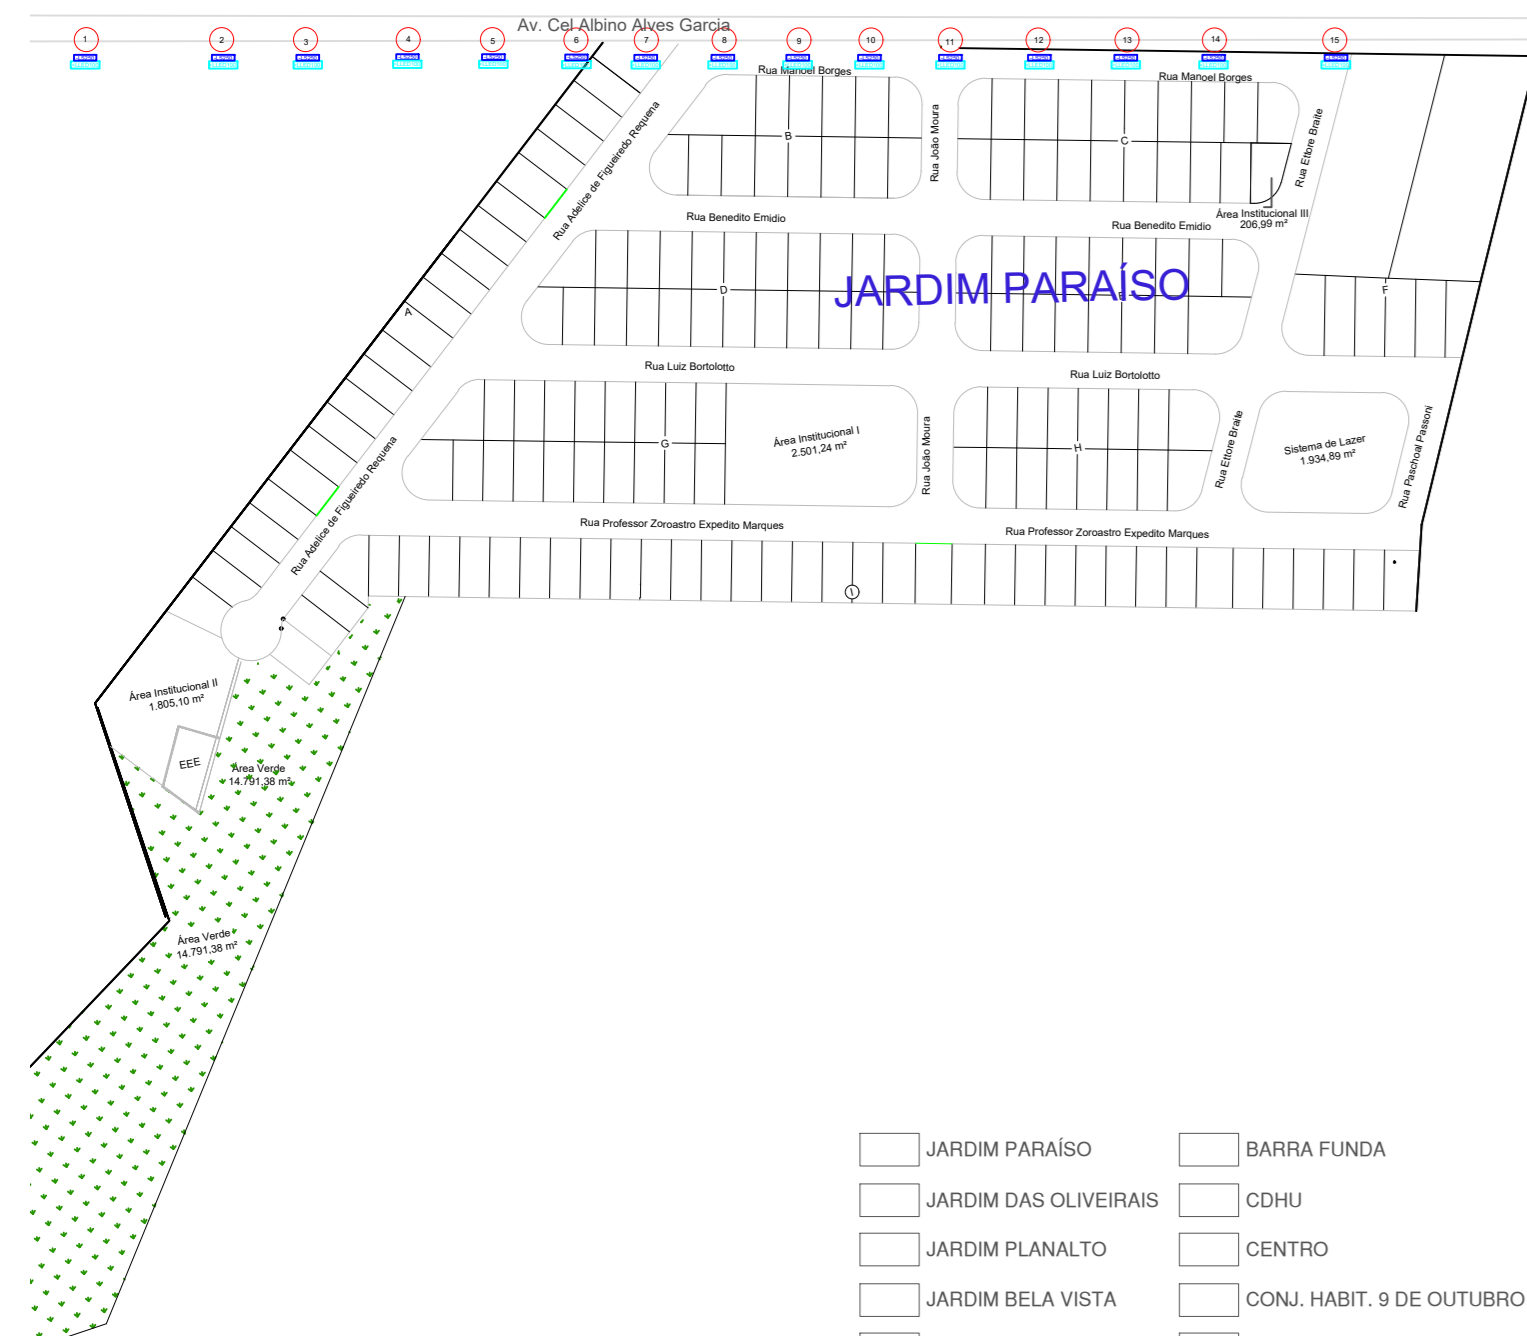 Av. Cel Albino Alves Garcia
1 2 3 4 5 6 7 8 9 10 11 12 13 14 15
Rua Manoel Borges
Rua Manoel Borges
Rua Adelice de Figueiredo Requena
B
Rua João Moura
C
Rua Ettore Braite
Área Institucional III
206,99 m²
Rua Benedito Emidio
Rua Benedito Emidio
JARDIM PARAÍSO
D
F
A
Rua Luiz Bortolotto
Rua Luiz Bortolotto
G
Área Institucional I
2.501,24 m²
Rua João Moura
H
Rua Ettore Braite
Sistema de Lazer
1.934,89 m²
Rua Paschoal Passoni
Rua Adelice de Figueiredo Requena
Rua Professor Zoroastro Expedito Marques
Rua Professor Zoroastro Expedito Marques
I
Área Institucional II
1.805,10 m²
EEE
Área Verde
14.791,38 m²
Área Verde
14.791,38 m²
JARDIM PARAÍSO
BARRA FUNDA
JARDIM DAS OLIVEIRAIS
CDHU
JARDIM PLANALTO
CENTRO
JARDIM BELA VISTA
CONJ. HABIT. 9 DE OUTUBRO